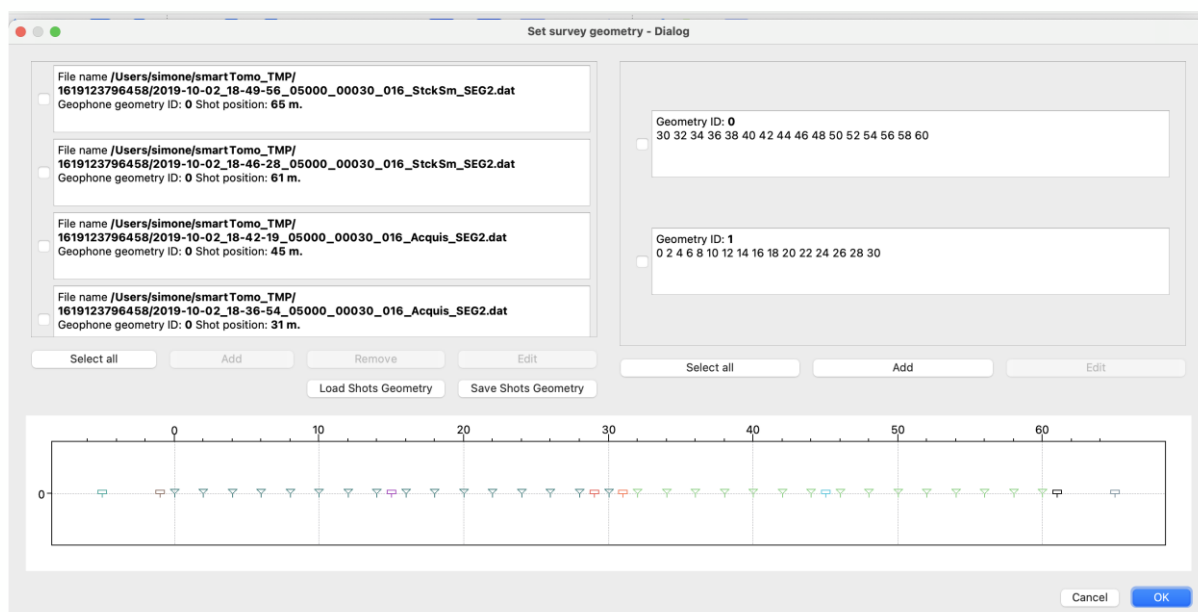 Set survey geometry - Dialog
File name /Users/simone/smartTomo_TMP/
1619123796458/2019-10-02_18-49-56_05000_00030_016_StckSm_SEG2.dat
Geophone geometry ID: 0 Shot position: 65 m.
File name /Users/simone/smartTomo_TMP/
1619123796458/2019-10-02_18-46-28_05000_00030_016_StckSm_SEG2.dat
Geophone geometry ID: 0 Shot position: 61 m.
File name /Users/simone/smartTomo_TMP/
1619123796458/2019-10-02_18-42-19_05000_00030_016_Acquis_SEG2.dat
Geophone geometry ID: 0 Shot position: 45 m.
File name /Users/simone/smartTomo_TMP/
1619123796458/2019-10-02_18-36-54_05000_00030_016_Acquis_SEG2.dat
Geophone geometry ID: 0 Shot position: 31 m.
Select all Add Remove Edit
Load Shots Geometry Save Shots Geometry
Geometry ID: 0
30 32 34 36 38 40 42 44 46 48 50 52 54 56 58 60
Geometry ID: 1
0 2 4 6 8 10 12 14 16 18 20 22 24 26 28 30
Select all Add Edit
0 10 20 30 40 50 60
0
Cancel OK